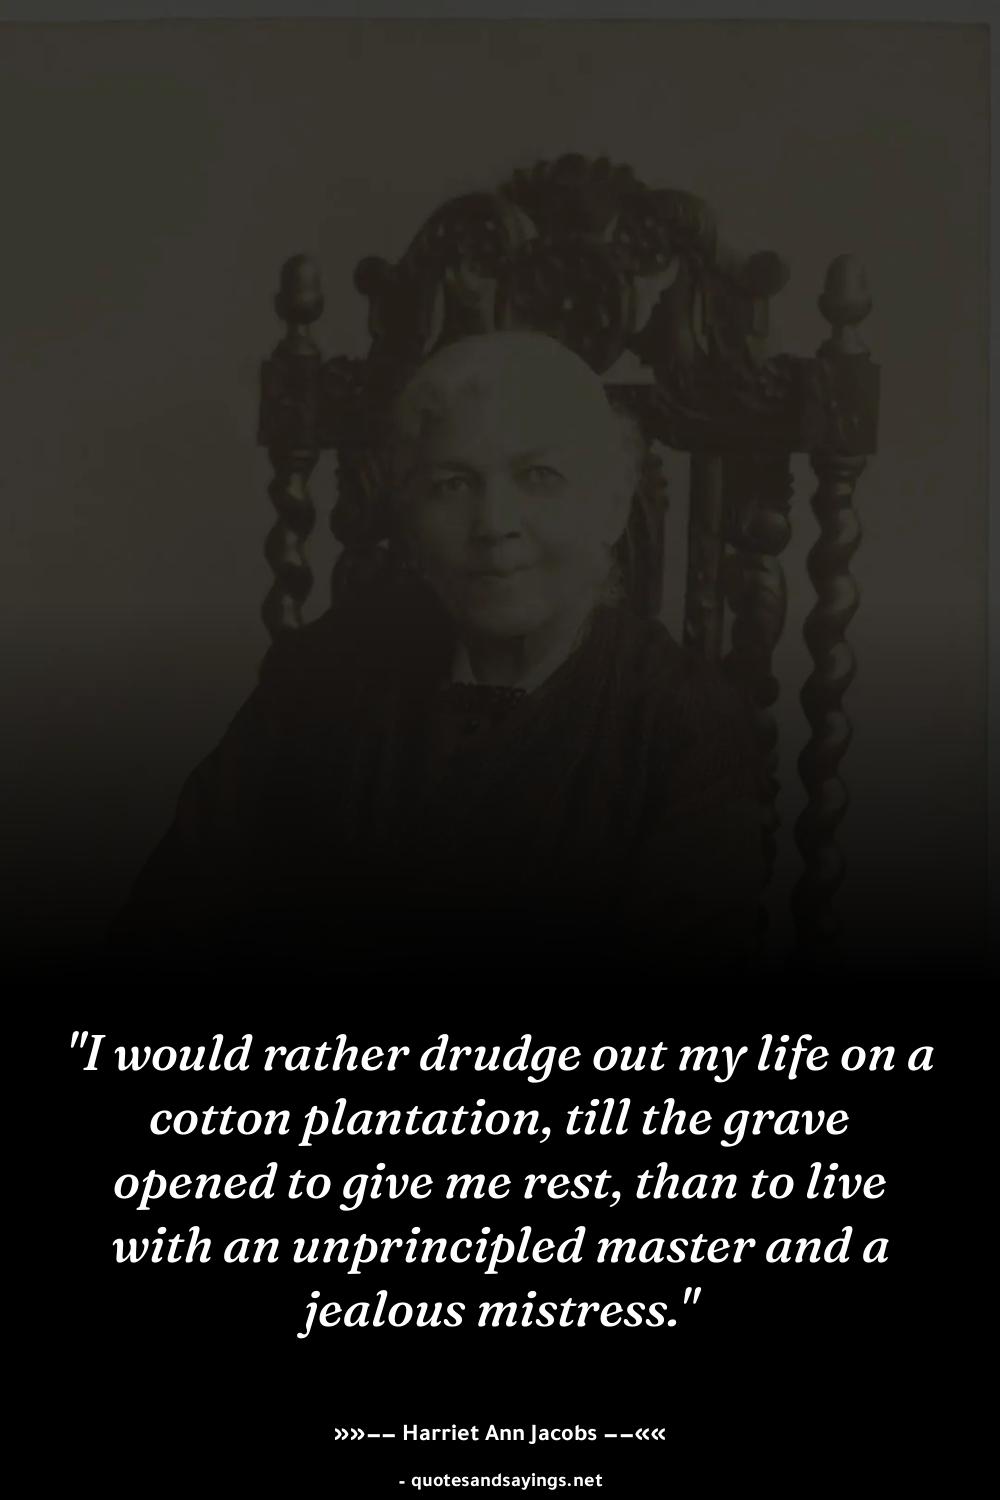 "I would rather drudge out my life on a
cotton plantation, till the grave
opened to give me rest, than to live
with an unprincipled master and a
jealous mistress."
»»–– Harriet Ann Jacobs ––««
- quotesandsayings.net